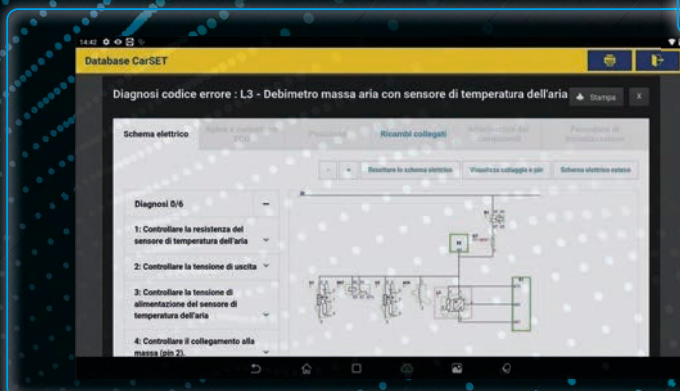 14:42
Database CarSET
Diagnosi codice errore : L3 - Debimetro massa aria con sensore di temperatura dell'aria
Stampa X
Schema elettrico
Ricambi collegati
- +
Resettare lo schema elettrico
Visualizza cablaggio e pin
Schema elettrico esteso
Diagnosi 0/6 –
1: Controllare la resistenza del
sensore di temperatura dell'aria
2: Controllare la tensione di uscita
3: Controllare la tensione di
alimentazione del sensore di
temperatura dell'aria
4: Controllare il collegamento alla
massa (pin 2).